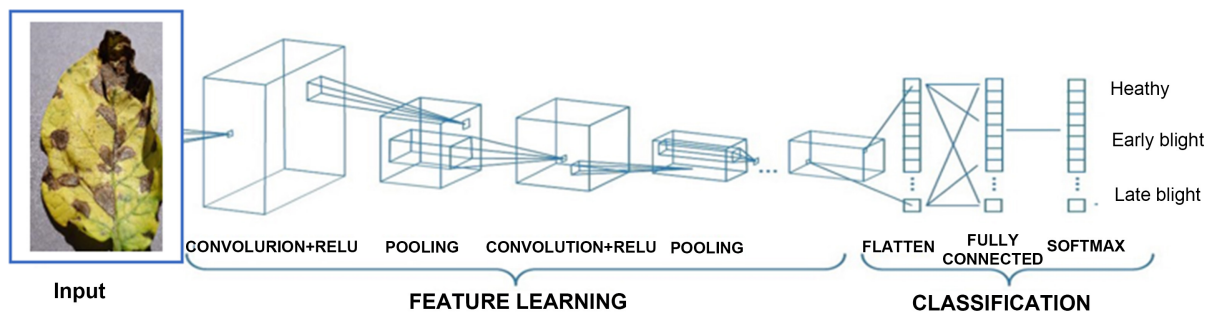 Heathy
Early blight
Late blight
CONVOLURION+RELU
POOLING
CONVOLUTION+RELU
POOLING
FLATTEN
FULLY
CONNECTED
SOFTMAX
Input
FEATURE LEARNING
CLASSIFICATION